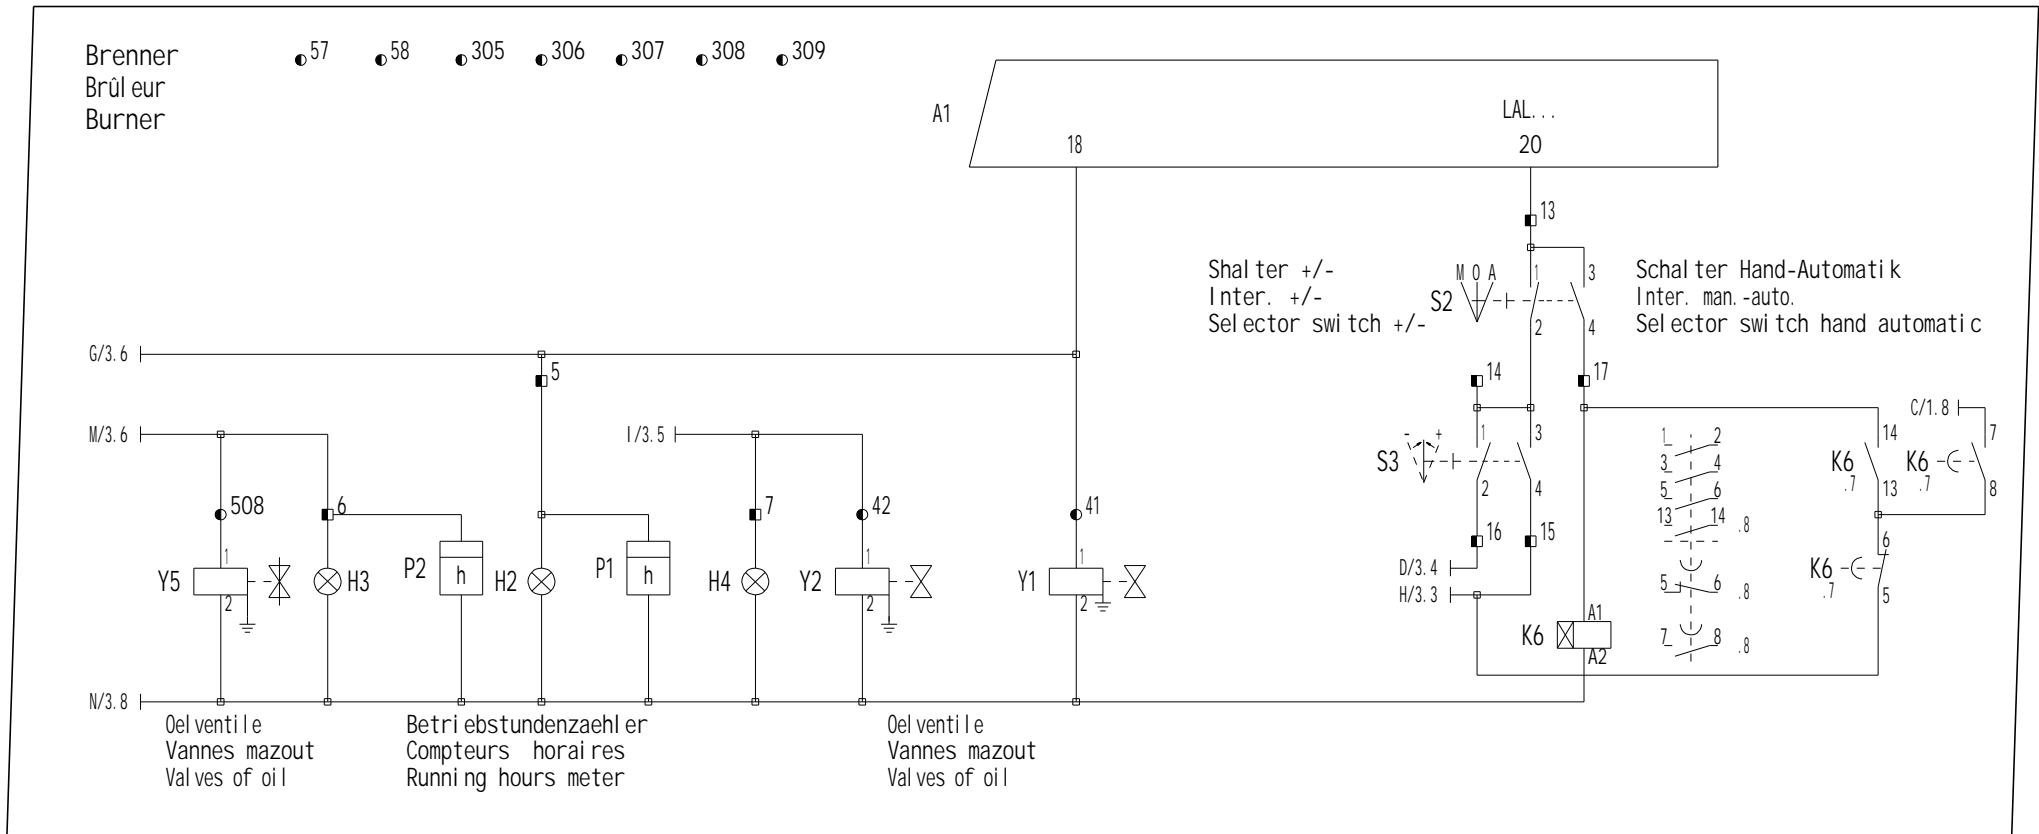 Brenner
Brûleur
Burner
57 58 305 306 307 308 309
A1
LAL...
18 20
13
Shalter +/-
Inter. +/-
Selector switch +/-
M O A
S2
1 3
2 4
Schalter Hand-Automatik
Inter. man.-auto.
Selector switch hand automatic
G/3.6
5
14 17
C/1.8
M/3.6
I/3.5
- +
S3
1 3
2 4
1 2
3 4
5 6
13 14 .8
5 6 .8
7 8 .8
14
K6
.7
13
K6
.7
7
8
508 6 7 42 41
16 15
6
K6
.7
5
Y5
1
2
H3
P2
h
H2
P1
h
H4
Y2
1
2
Y1
1
2
D/3.4
H/3.3
K6
A1
A2
N/3.8
Oelventile
Vannes mazout
Valves of oil
Betriebstundenzaehler
Compteurs horaires
Running hours meter
Oelventile
Vannes mazout
Valves of oil